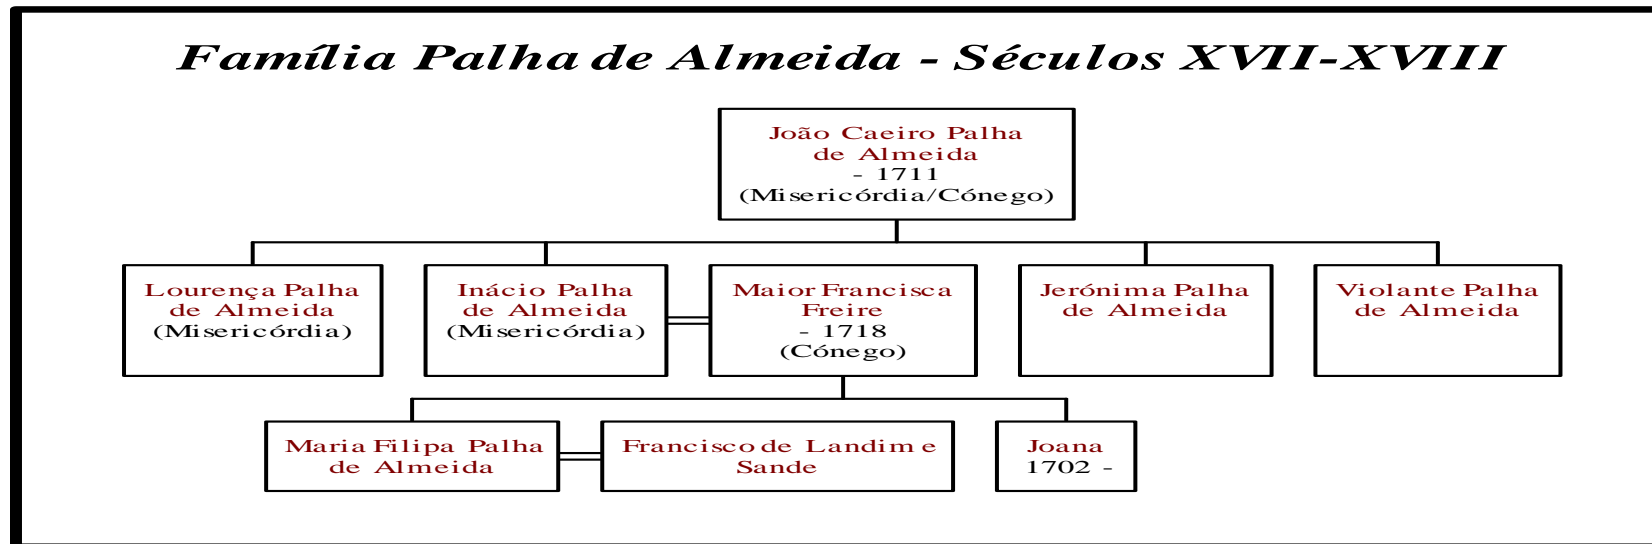 Família Palha de Almeida - Séculos XVII-XVIII
João Caeiro Palha
de Almeida
- 1711
(Misericórdia/Cónego)
Lourença Palha
de Almeida
(Misericórdia)
Inácio Palha
de Almeida
(Misericórdia)
Maior Francisca
Freire
- 1718
(Cónego)
Jerónima Palha
de Almeida
Violante Palha
de Almeida
Maria Filipa Palha
de Almeida
Francisco de Landim e
Sande
Joana
1702 -